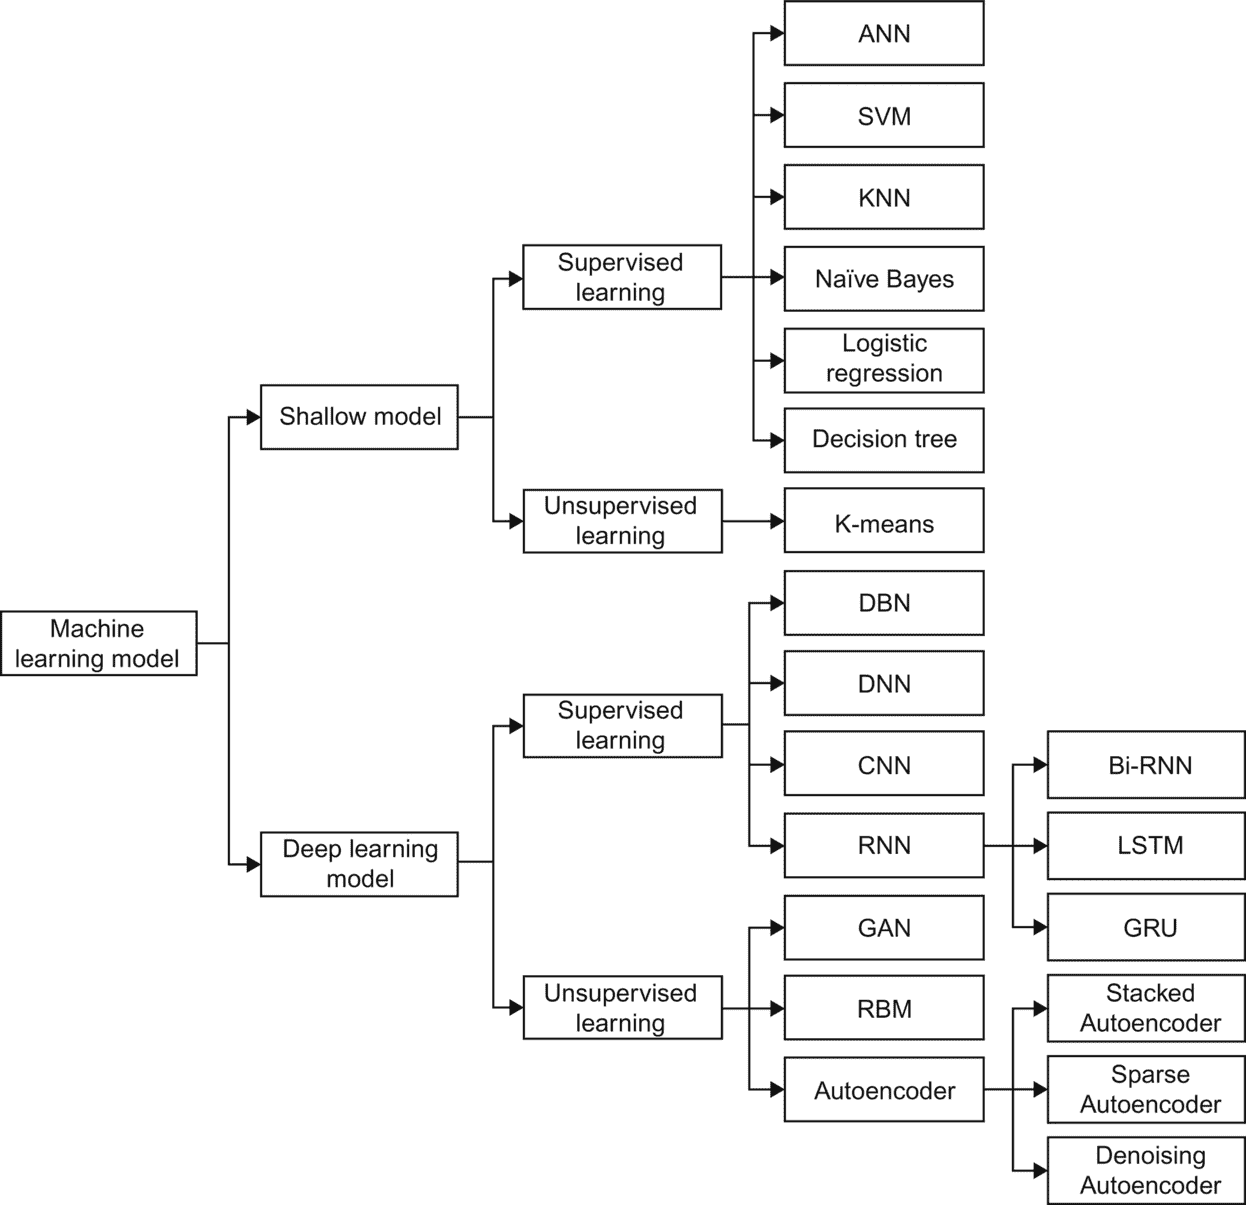 ANN
SVM
KNN
Supervised
learning
Naïve Bayes
Logistic
regression
Shallow model
Decision tree
Unsupervised
learning
K-means
DBN
Machine
learning model
DNN
Supervised
learning
CNN
Bi-RNN
Deep learning
model
RNN
LSTM
GAN
GRU
Unsupervised
learning
RBM
Stacked
Autoencoder
Autoencoder
Sparse
Autoencoder
Denoising
Autoencoder